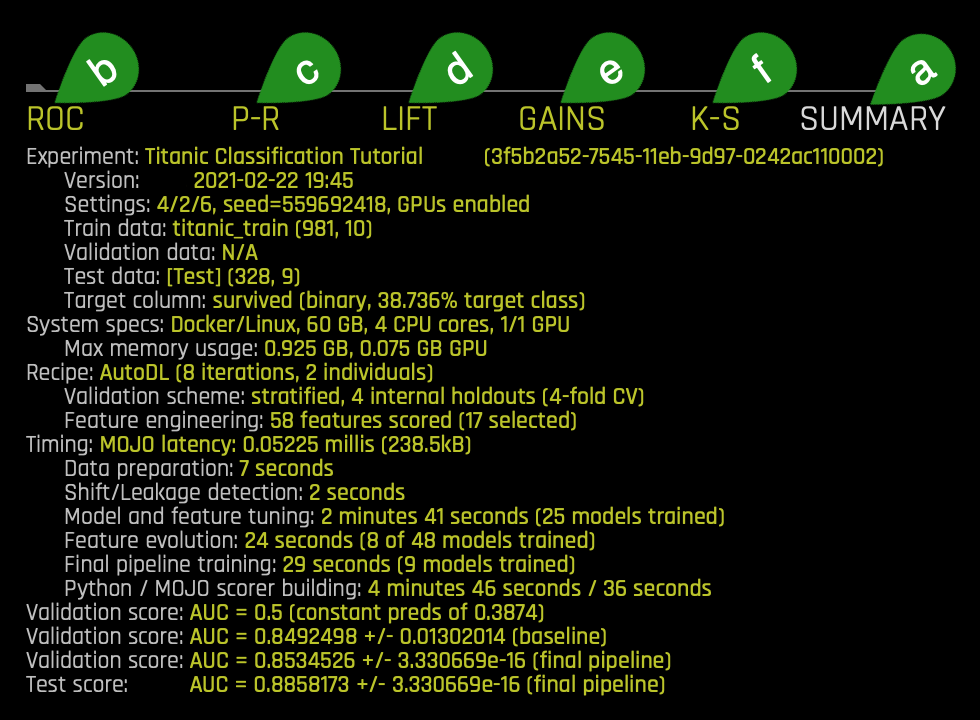 b c d e f a
ROC P-R LIFT GAINS K-S SUMMARY
Experiment: Titanic Classification Tutorial (3f5b2a52-7545-11eb-9d97-0242ac110002)
Version: 2021-02-22 19:45
Settings: 4/2/6, seed=559692418, GPUs enabled
Train data: titanic_train (981, 10)
Validation data: N/A
Test data: [Test] (328, 9)
Target column: survived (binary, 38.736% target class)
System specs: Docker/Linux, 60 GB, 4 CPU cores, 1/1 GPU
Max memory usage: 0.925 GB, 0.075 GB GPU
Recipe: AutoDL (8 iterations, 2 individuals)
Validation scheme: stratified, 4 internal holdouts (4-fold CV)
Feature engineering: 58 features scored (17 selected)
Timing: MOJO latency: 0.05225 millis (238.5kB)
Data preparation: 7 seconds
Shift/Leakage detection: 2 seconds
Model and feature tuning: 2 minutes 41 seconds (25 models trained)
Feature evolution: 24 seconds (8 of 48 models trained)
Final pipeline training: 29 seconds (9 models trained)
Python / MOJO scorer building: 4 minutes 46 seconds / 36 seconds
Validation score: AUC = 0.5 (constant preds of 0.3874)
Validation score: AUC = 0.8492498 +/- 0.01302014 (baseline)
Validation score: AUC = 0.8534526 +/- 3.330669e-16 (final pipeline)
Test score: AUC = 0.8858173 +/- 3.330669e-16 (final pipeline)